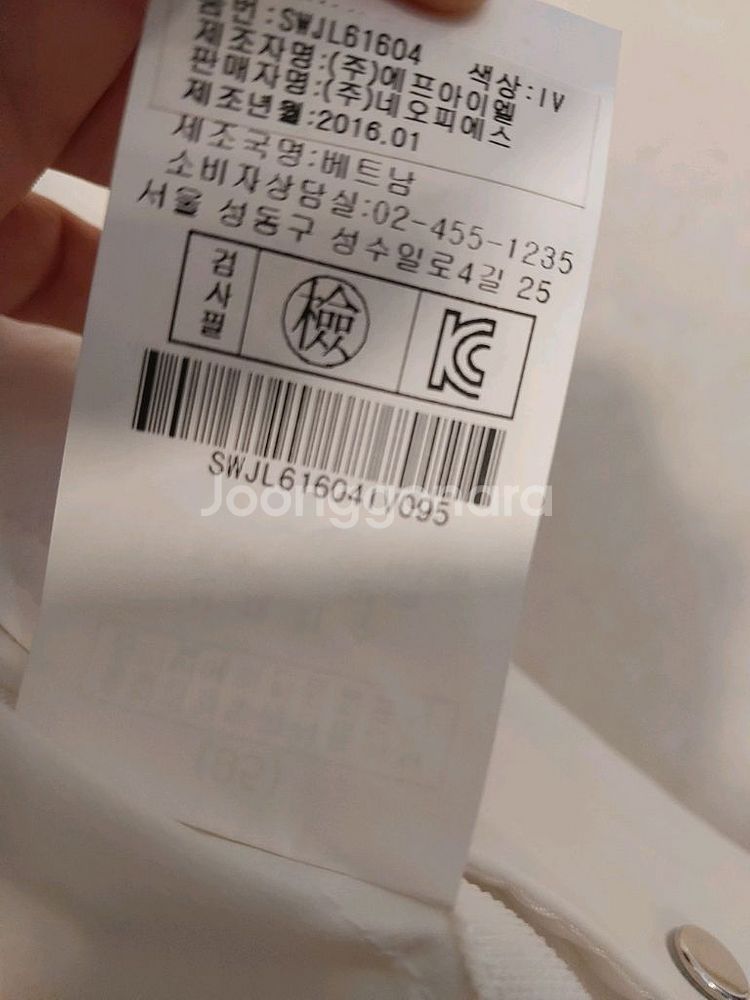 품번:SWJL61604 색상:IV
제조자명:(주)에프아이엘
판매자명:(주)네오피에스
제조년월:2016.01
제조국명:베트남
소비자상담실:02-455-1235
서울 성동구 성수일로4길 25
검사필
檢
KC
SWJL61604IV095
Joonggonara